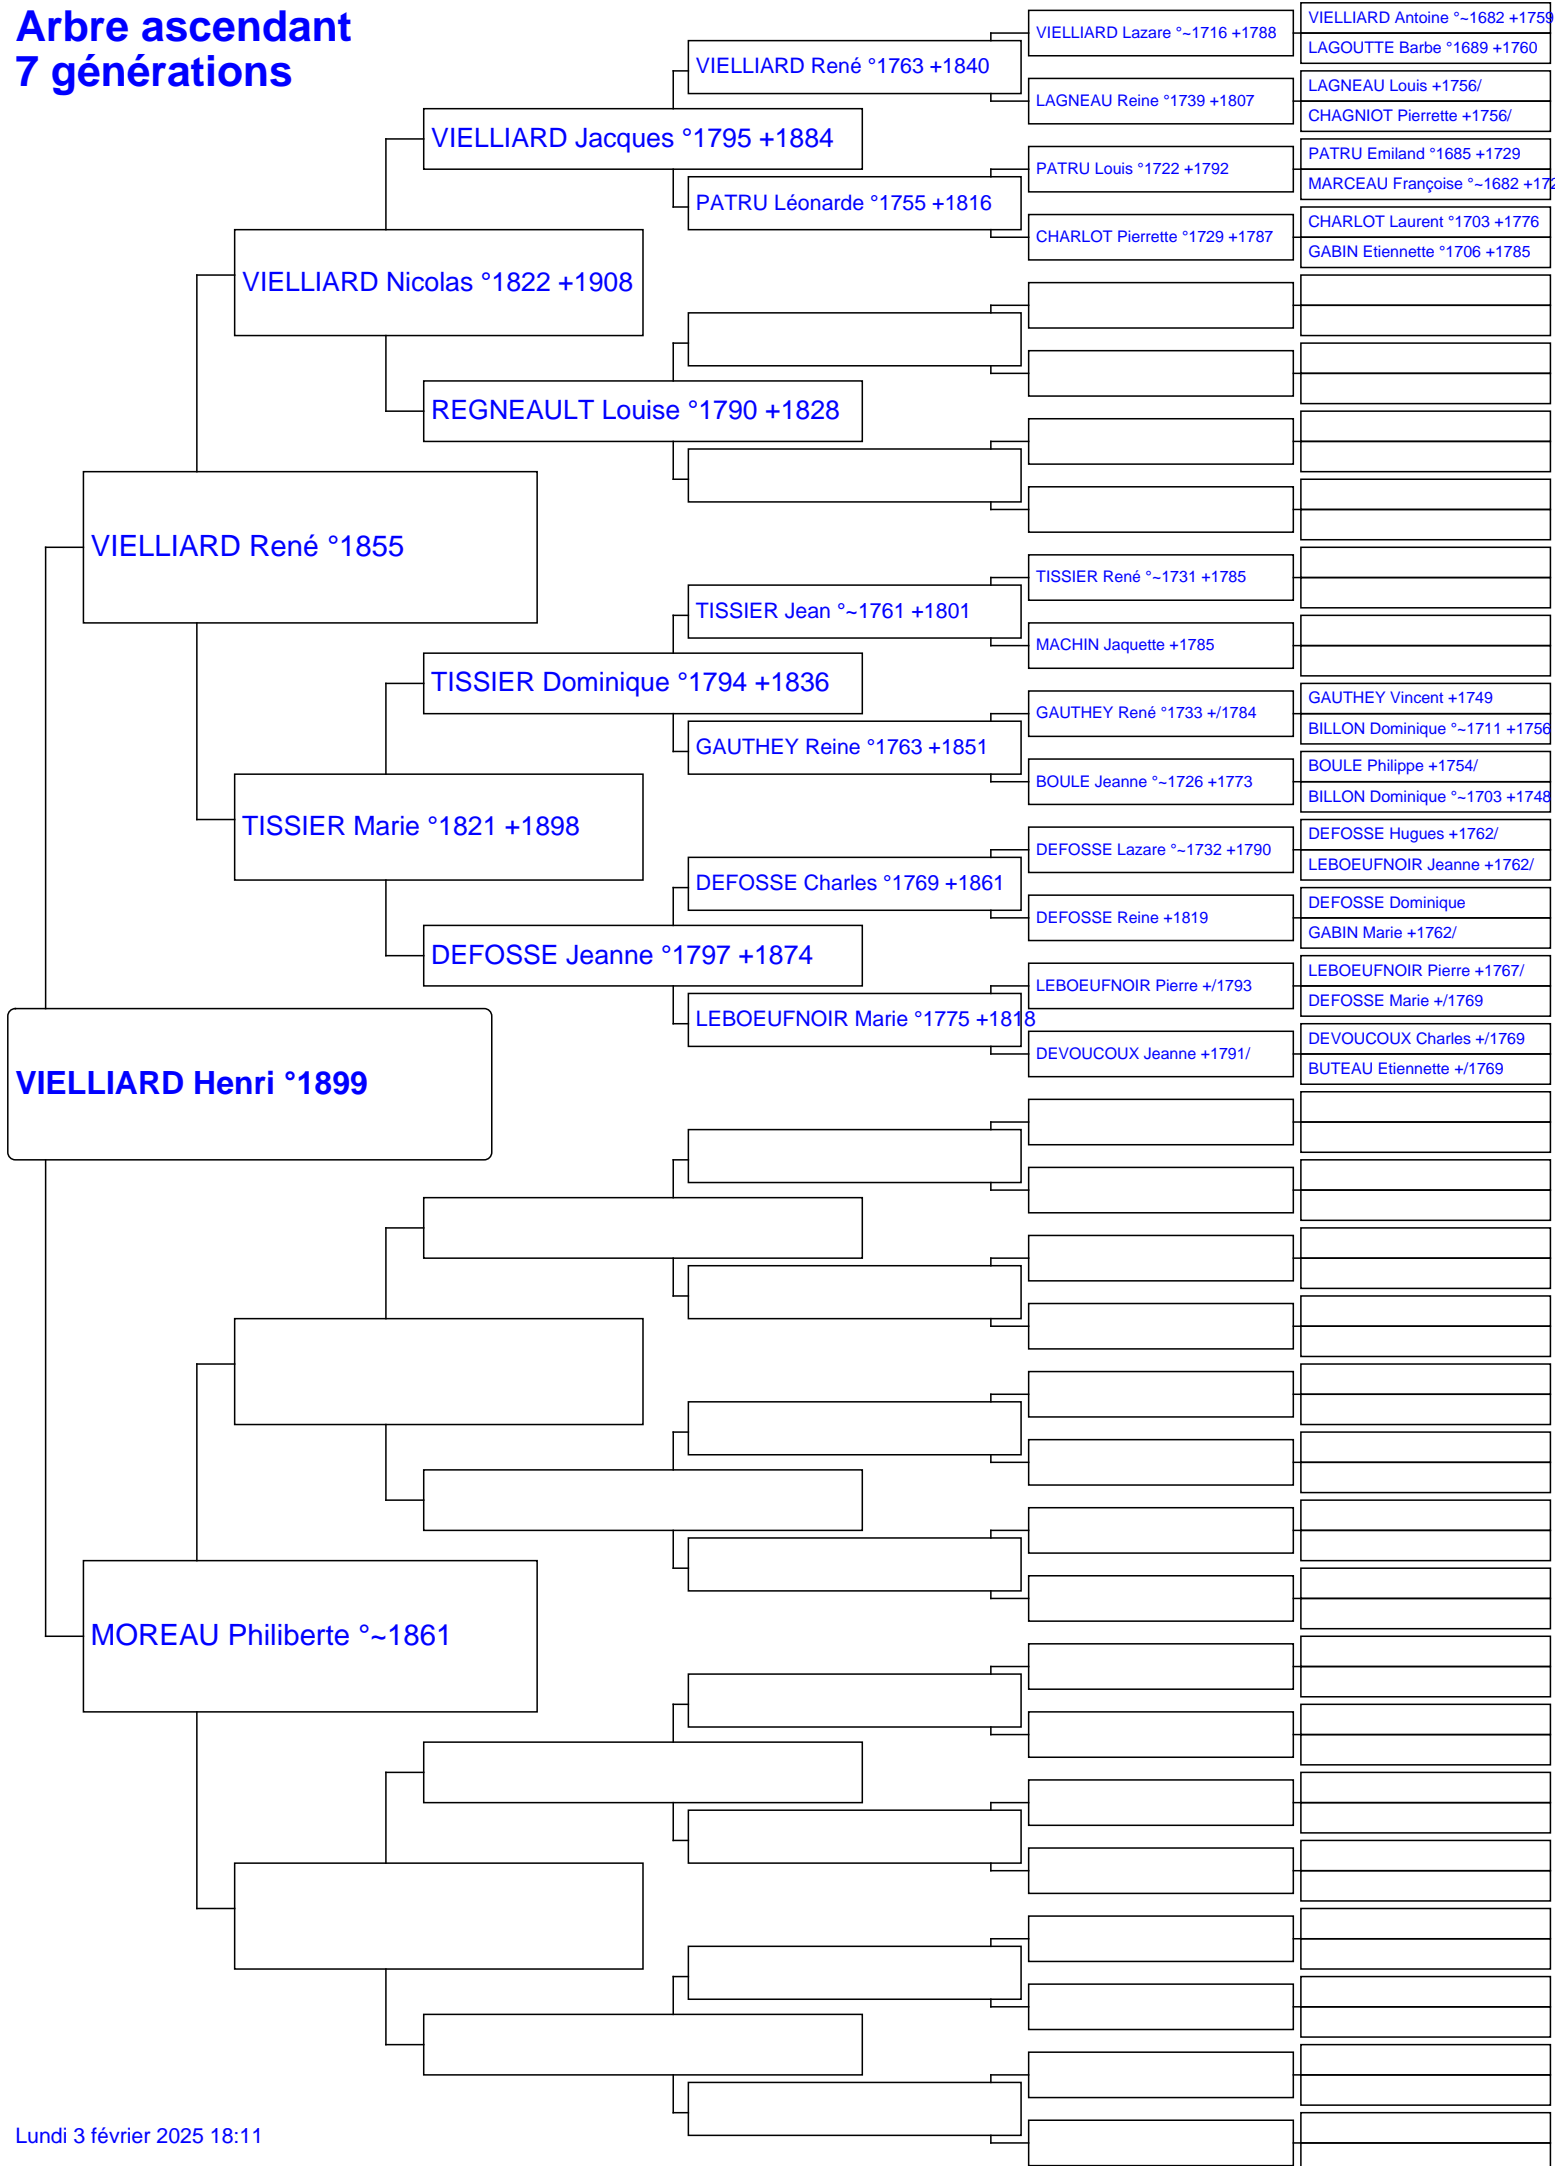 Arbre ascendant
7 générations
VIELLIARD Henri °1899
VIELLIARD René °1855
MOREAU Philiberte °~1861
VIELLIARD Nicolas °1822 +1908
TISSIER Marie °1821 +1898
VIELLIARD Jacques °1795 +1884
REGNEAULT Louise °1790 +1828
TISSIER Dominique °1794 +1836
DEFOSSE Jeanne °1797 +1874
VIELLIARD René °1763 +1840
PATRU Léonarde °1755 +1816
TISSIER Jean °~1761 +1801
GAUTHEY Reine °1763 +1851
DEFOSSE Charles °1769 +1861
LEBOEUFNOIR Marie °1775 +1818
VIELLIARD Lazare °~1716 +1788
LAGNEAU Reine °1739 +1807
PATRU Louis °1722 +1792
CHARLOT Pierrette °1729 +1787
TISSIER René °~1731 +1785
MACHIN Jaquette +1785
GAUTHEY René °1733 +/1784
BOULE Jeanne °~1726 +1773
DEFOSSE Lazare °~1732 +1790
DEFOSSE Reine +1819
LEBOEUFNOIR Pierre +/1793
DEVOUCOUX Jeanne +1791/
VIELLIARD Antoine °~1682 +1759
LAGOUTTE Barbe °1689 +1760
LAGNEAU Louis +1756/
CHAGNIOT Pierrette +1756/
PATRU Emiland °1685 +1729
MARCEAU Françoise °~1682 +172
CHARLOT Laurent °1703 +1776
GABIN Etiennette °1706 +1785
GAUTHEY Vincent +1749
BILLON Dominique °~1711 +1756
BOULE Philippe +1754/
BILLON Dominique °~1703 +1748
DEFOSSE Hugues +1762/
LEBOEUFNOIR Jeanne +1762/
DEFOSSE Dominique
GABIN Marie +1762/
LEBOEUFNOIR Pierre +1767/
DEFOSSE Marie +/1769
DEVOUCOUX Charles +/1769
BUTEAU Etiennette +/1769
Lundi 3 février 2025 18:11